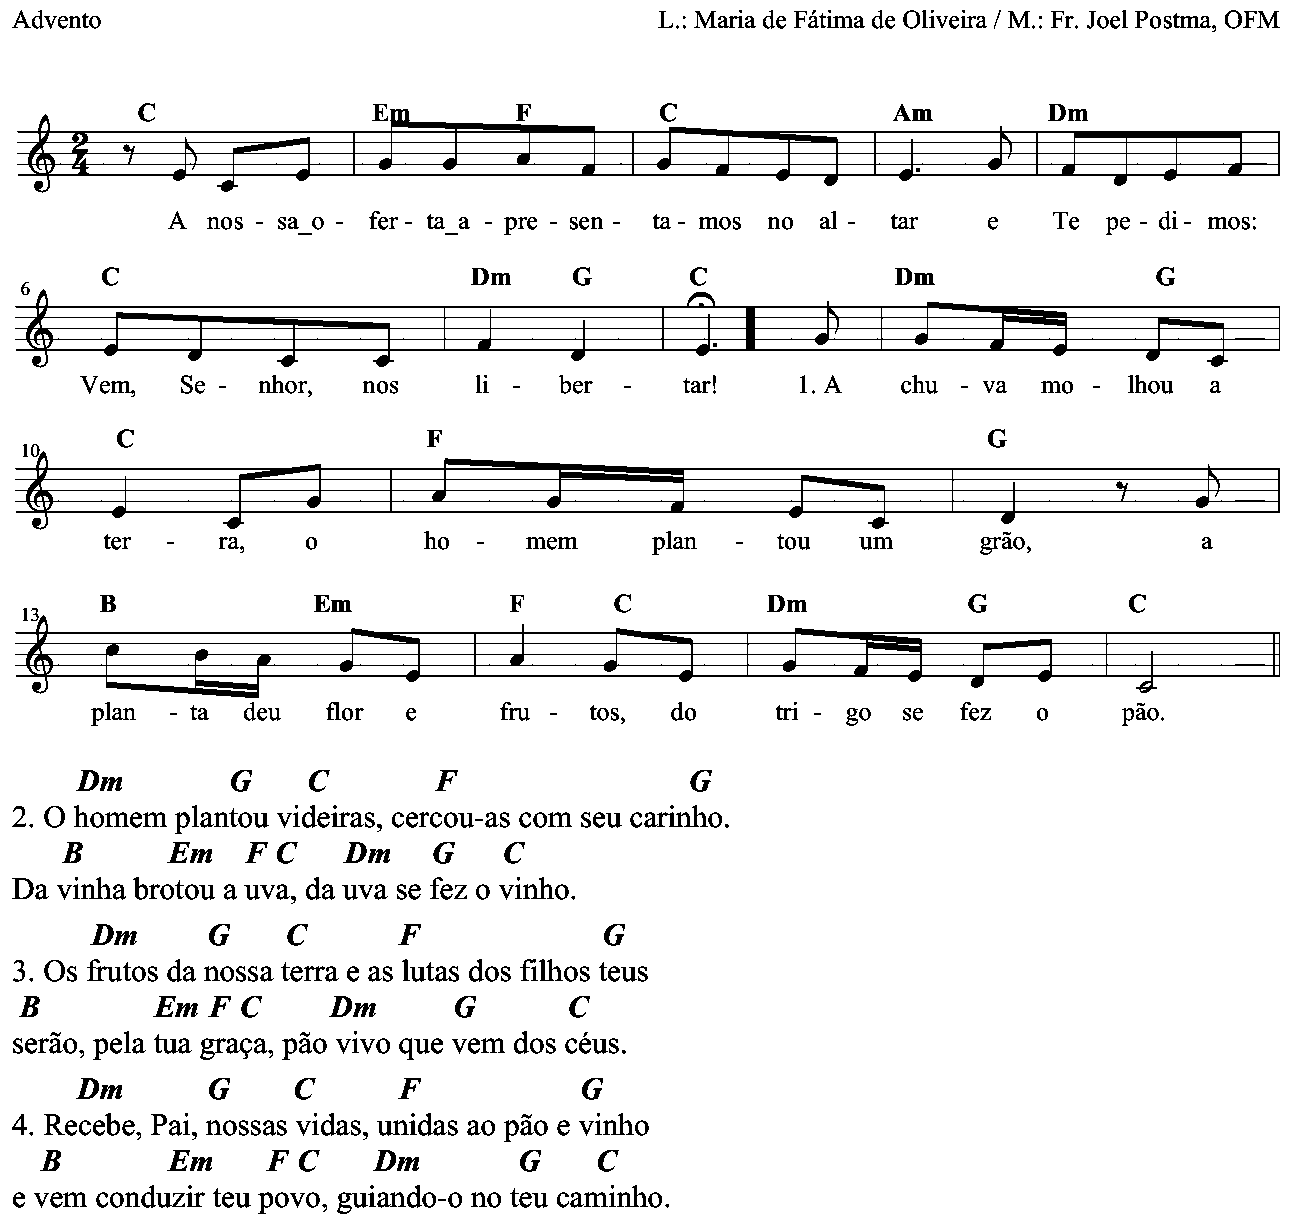 Advento L.: Maria de Fátima de Oliveira / M.: Fr. Joel Postma, OFM
C Em F C Am Dm
2 4
A nos - sa_o - fer - ta_a - pre - sen - ta - mos no al - tar e Te pe - di - mos:
C Dm G C Dm G
6
Vem, Se - nhor, nos li - ber - tar! 1. A chu - va mo - lhou a
C F G
10
ter - ra, o ho - mem plan - tou um grão, a
B Em F C Dm G C
13
plan - ta deu flor e fru - tos, do tri - go se fez o pão.
Dm G C F G
2. O homem plantou videiras, cercou-as com seu carinho.
B Em F C Dm G C
Da vinha brotou a uva, da uva se fez o vinho.
Dm G C F G
3. Os frutos da nossa terra e as lutas dos filhos teus
B Em F C Dm G C
serão, pela tua graça, pão vivo que vem dos céus.
Dm G C F G
4. Recebe, Pai, nossas vidas, unidas ao pão e vinho
B Em F C Dm G C
e vem conduzir teu povo, guiando-o no teu caminho.